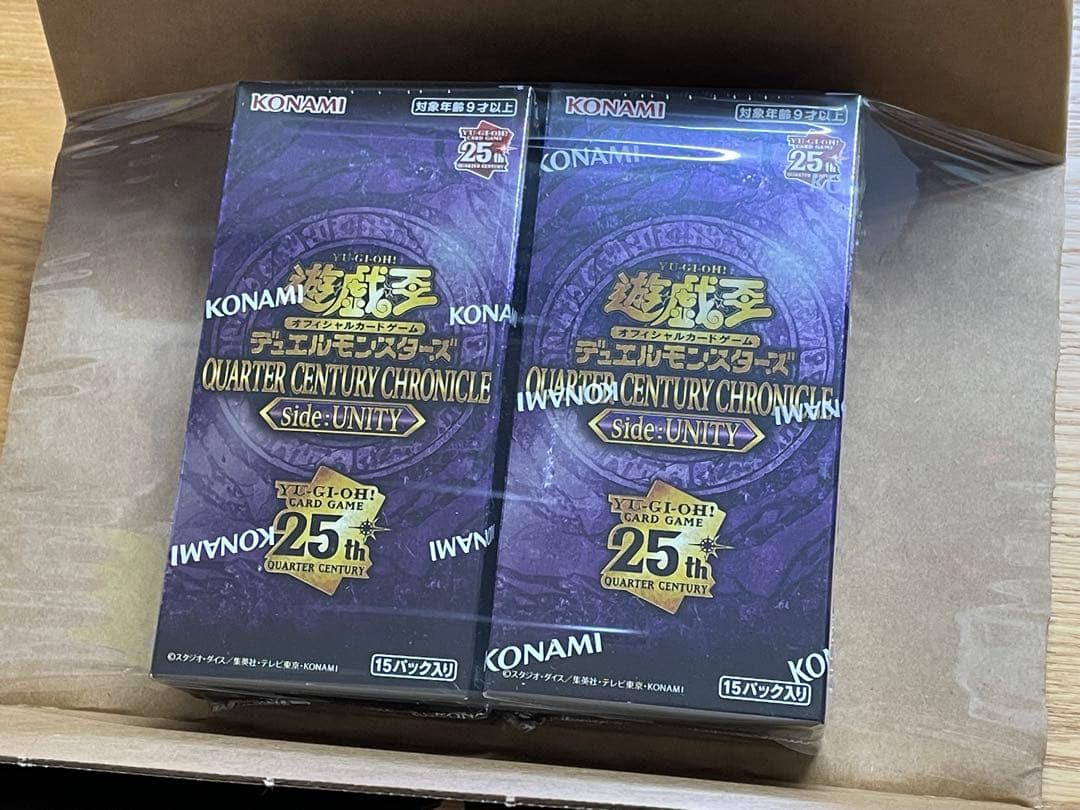 KONAMI
対象年齢9才以上
YU-GI-OH!
CARD GAME
25th
QUARTER CENTURY
YU-GI-OH!
遊戯王
KONAMI
KONAMI
オフィシャルカードゲーム
デュエルモンスターズ
QUARTER CENTURY CHRONICLE
side:UNITY
YU-GI-OH!
CARD GAME
25th
QUARTER CENTURY
KONAMI
KONAMI
©スタジオ・ダイス/集英社・テレビ東京・KONAMI
15パック入り
KONAMI
対象年齢9才以上
KONAMI
YU-GI-OH!
CARD GAME
25th
QUARTER CENTURY
YU-GI-OH!
遊戯王
オフィシャルカードゲーム
デュエルモンスターズ
QUARTER CENTURY CHRONICLE
KONAMI
side:UNITY
YU-GI-OH!
CARD GAME
25th
QUARTER CENTURY
KONAMI
©スタジオ・ダイス/集英社・テレビ東京・KONAMI
15パック入り